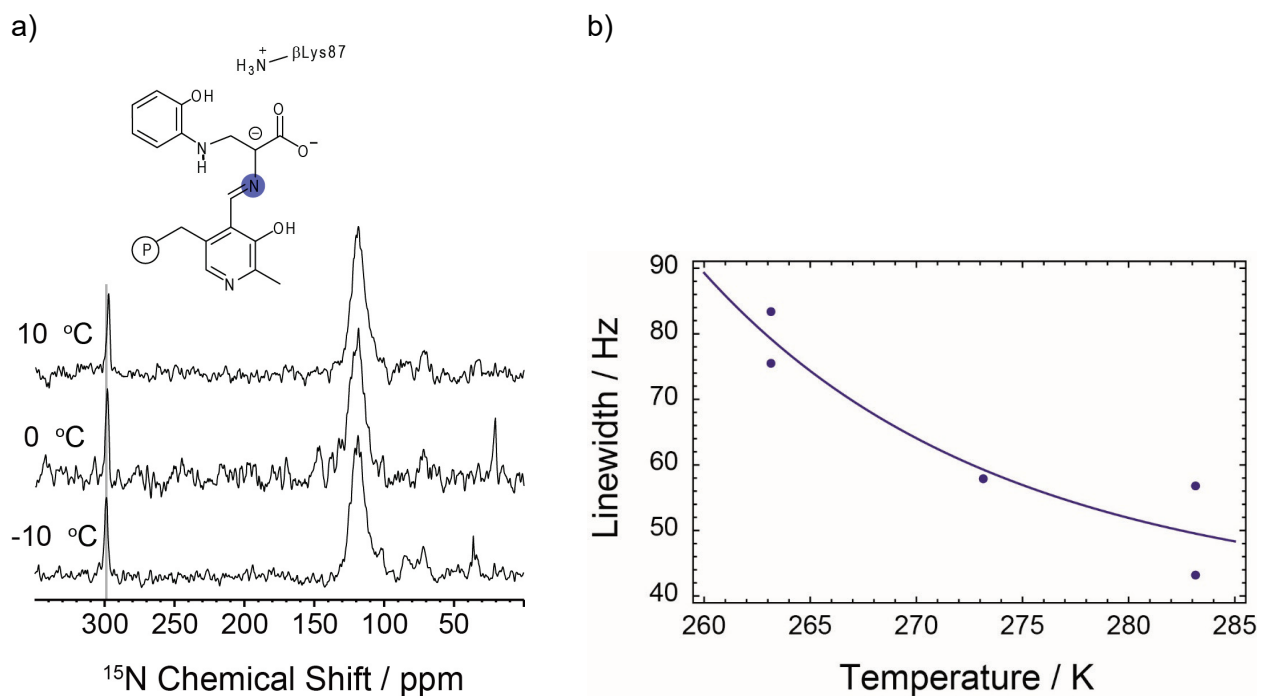 a)
H₃N⁺ βLys87
OH
O
N
H
⊖
O⁻
N
OH
P
N
10 °C
0 °C
-10 °C
300 250 200 150 100 50
¹⁵N Chemical Shift / ppm
b)
90
80
70
60
50
40
Linewidth / Hz
260 265 270 275 280 285
Temperature / K